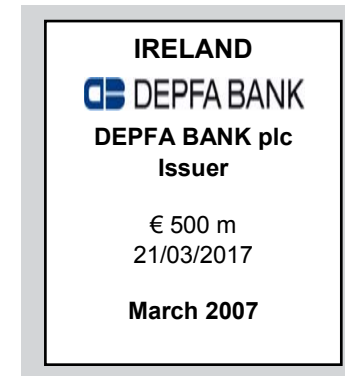 IRELAND
DEPFA BANK
DEPFA BANK plc
Issuer
€ 500 m
21/03/2017
March 2007